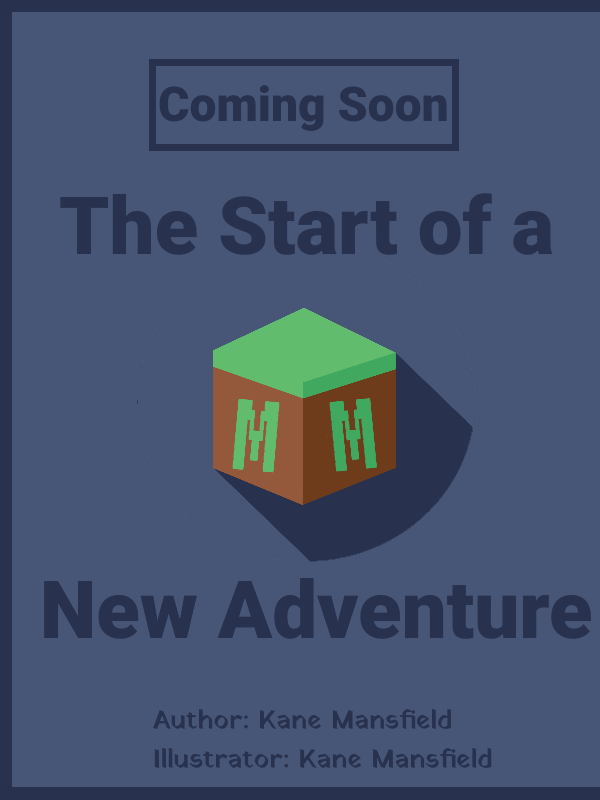 Coming Soon
The Start of a
M M
New Adventure
Author: Kane Mansfield
Illustrator: Kane Mansfield